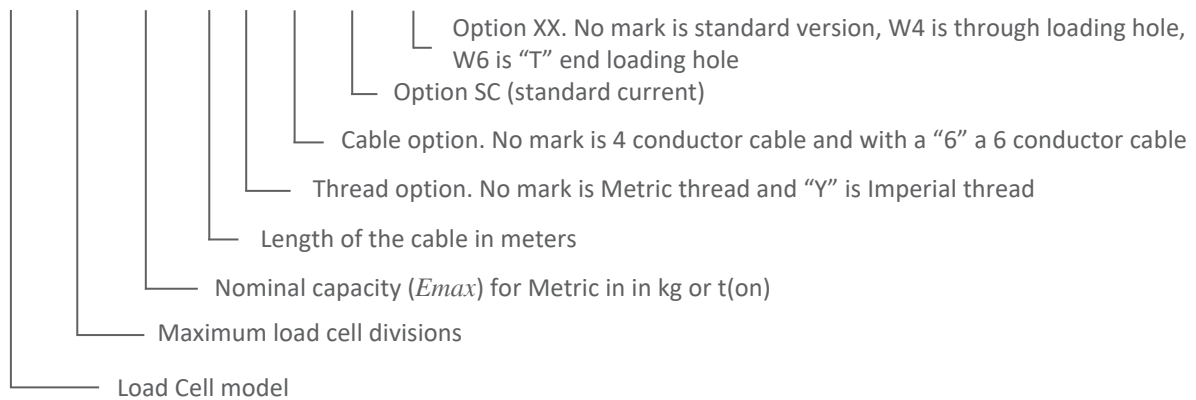 Option XX. No mark is standard version, W4 is through loading hole,
W6 is “T” end loading hole
Option SC (standard current)
Cable option. No mark is 4 conductor cable and with a “6” a 6 conductor cable
Thread option. No mark is Metric thread and “Y” is Imperial thread
Length of the cable in meters
Nominal capacity (Emax) for Metric in in kg or t(on)
Maximum load cell divisions
Load Cell model